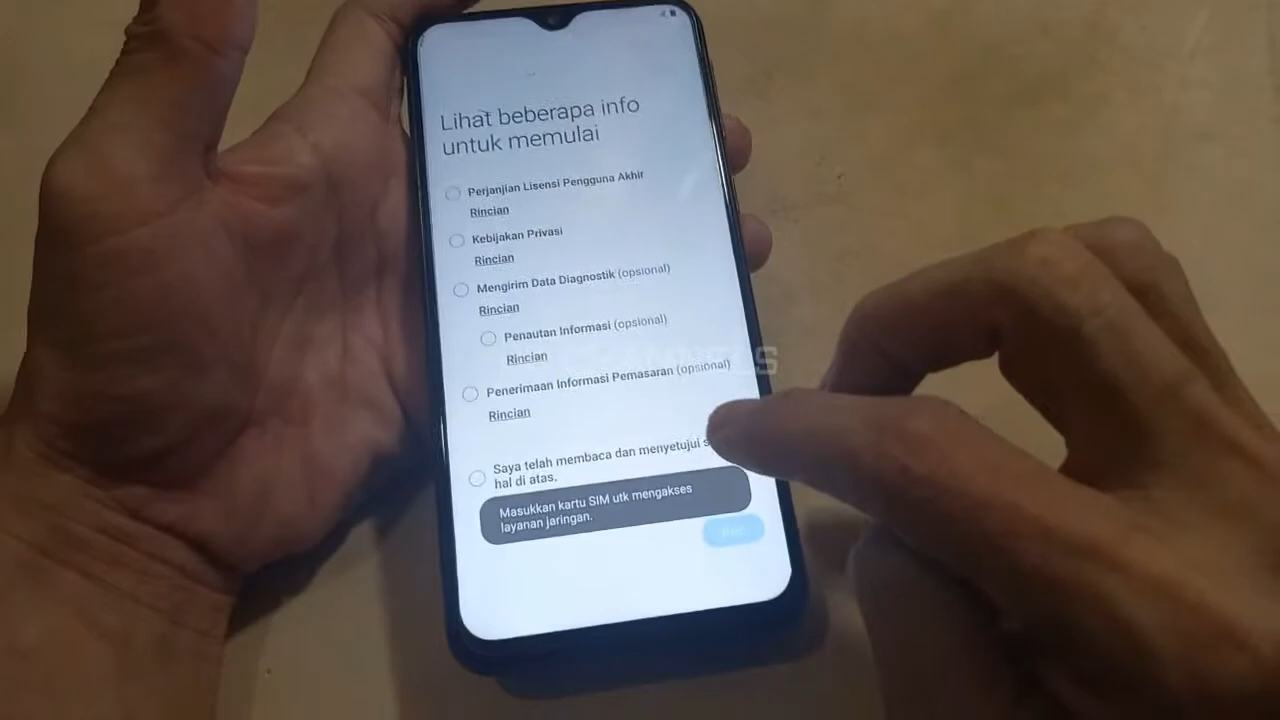 Lihat beberapa info
untuk memulai
Perjanjian Lisensi Pengguna Akhir
Rincian
Kebijakan Privasi
Rincian
Mengirim Data Diagnostik (opsional)
Rincian
Penautan Informasi (opsional)
Rincian
Penerimaan Informasi Pemasaran (opsional)
Rincian
Saya telah membaca dan menyetujui
hal di atas.
Masukkan kartu SIM utk mengakses
layanan jaringan.